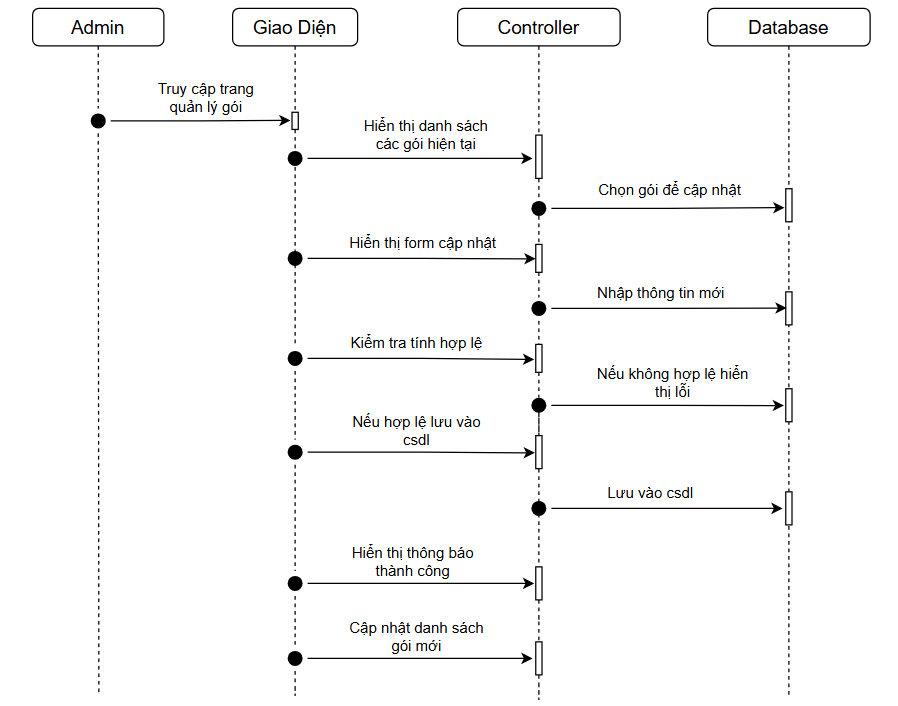 Admin
Giao Diện
Controller
Database
Truy cập trang
quản lý gói
Hiển thị danh sách
các gói hiện tại
Chọn gói để cập nhật
Hiển thị form cập nhật
Nhập thông tin mới
Kiểm tra tính hợp lệ
Nếu không hợp lệ hiển
thị lỗi
Nếu hợp lệ lưu vào
csdl
Lưu vào csdl
Hiển thị thông báo
thành công
Cập nhật danh sách
gói mới